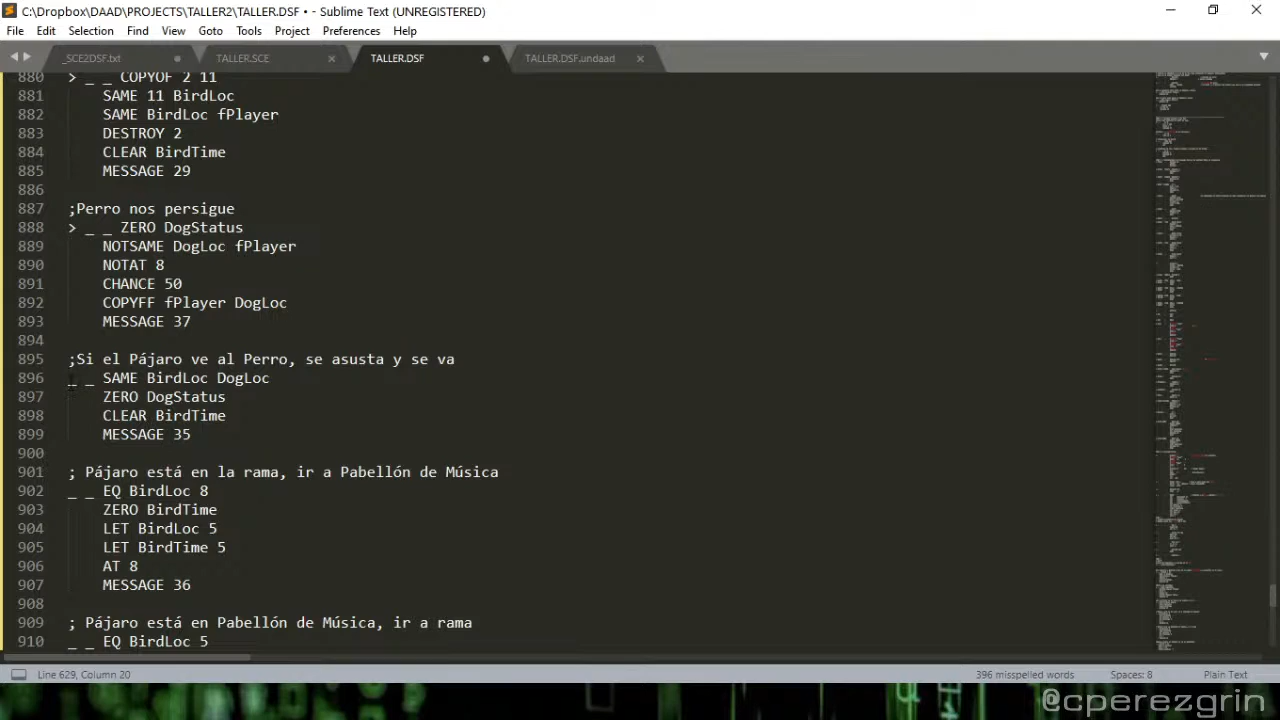 C:\Dropbox\DAAD\PROJECTS\TALLER2\TALLER.DSF • - Sublime Text (UNREGISTERED)
File Edit Selection Find View Goto Tools Project Preferences Help
_SCE2DSF.txt TALLER.SCE TALLER.DSF TALLER.DSF.undaad
880 > _ _ COPYOF 2 11
881 SAME 11 BirdLoc
882 SAME BirdLoc fPlayer
883 DESTROY 2
884 CLEAR BirdTime
885 MESSAGE 29
886
887 ;Perro nos persigue
888 > _ _ ZERO DogStatus
889 NOTSAME DogLoc fPlayer
890 NOTAT 8
891 CHANCE 50
892 COPYFF fPlayer DogLoc
893 MESSAGE 37
894
895 ;Si el Pájaro ve al Perro, se asusta y se va
896 _ _ SAME BirdLoc DogLoc
897 ZERO DogStatus
898 CLEAR BirdTime
899 MESSAGE 35
900
901 ; Pájaro está en la rama, ir a Pabellón de Música
902 _ _ EQ BirdLoc 8
903 ZERO BirdTime
904 LET BirdLoc 5
905 LET BirdTime 5
906 AT 8
907 MESSAGE 36
908
909 ; Pájaro está en Pabellón de Música, ir a rama
910 _ _ EQ BirdLoc 5
Line 629, Column 20 396 misspelled words Spaces: 8 Plain Text
@cperezgrin